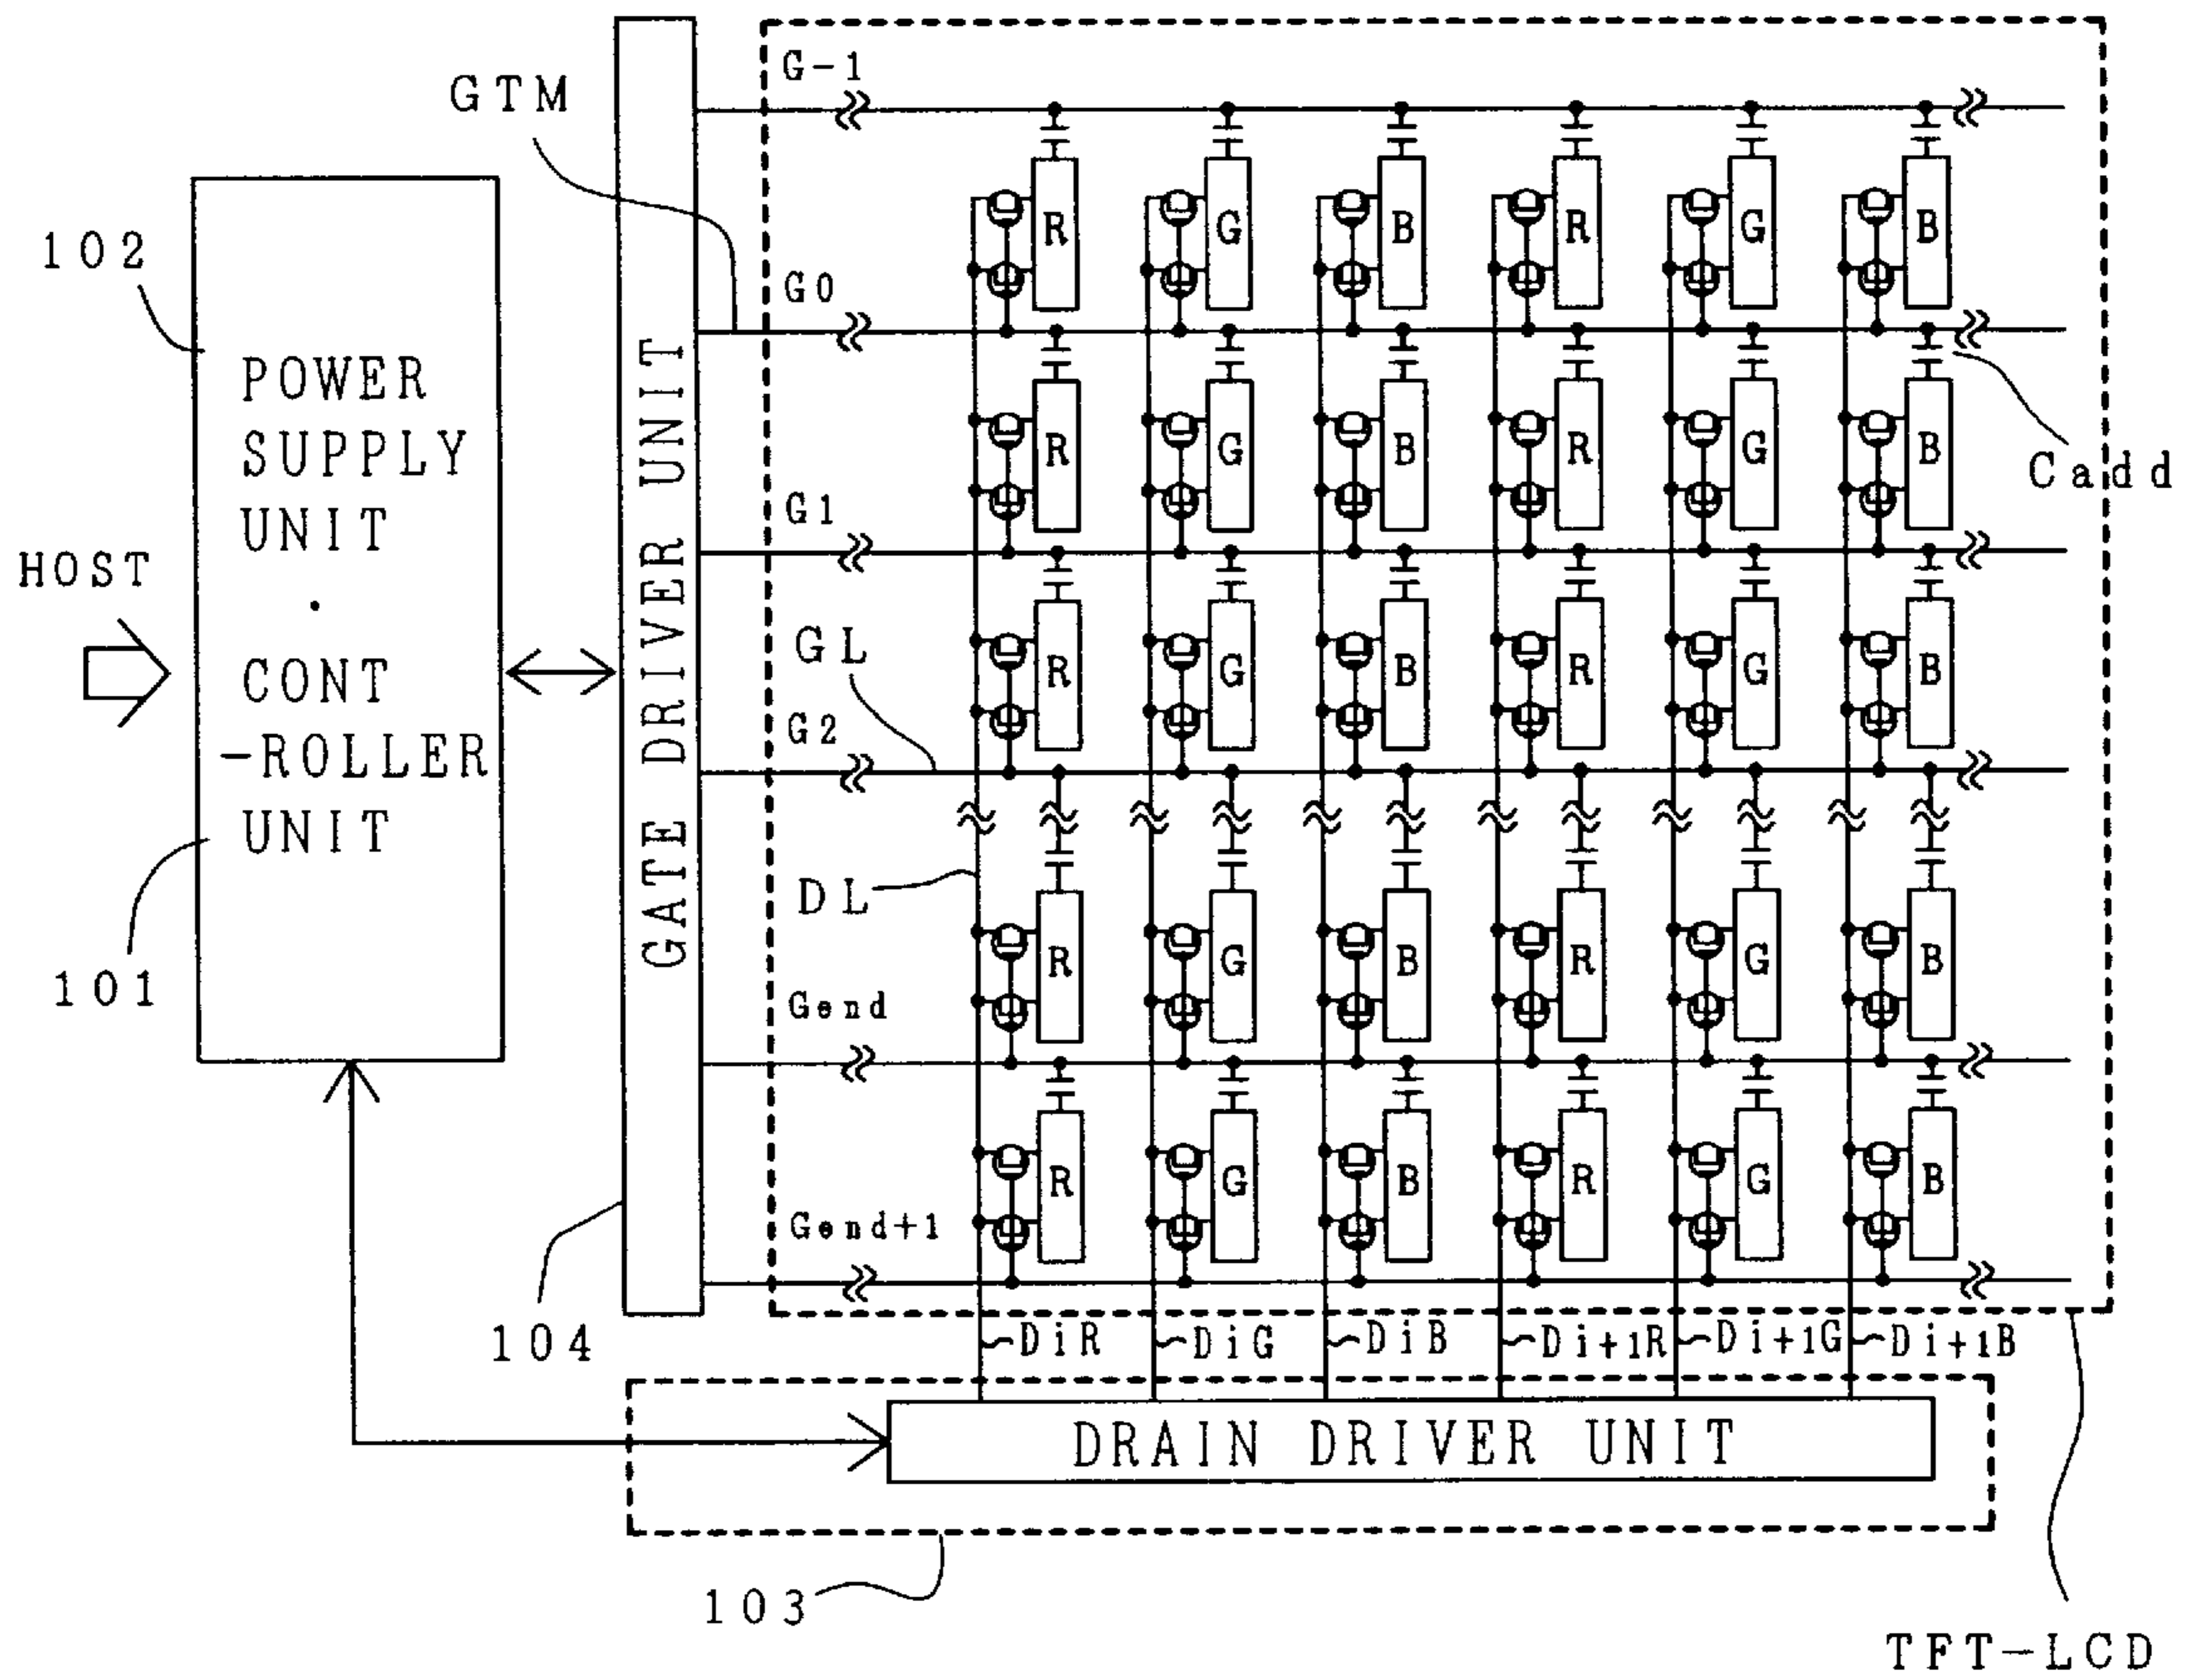 G-1
GTM
R G B R G B
102
G0
POWER
SUPPLY
UNIT
.
CONT
-ROLLER
UNIT
R G B R G B
Cadd
G1
HOST
GATE DRIVER UNIT
GL
R G B R G B
G2
DL
R G B R G B
101
Gend
R G B R G B
Gend+1
104
DiR
DiG
DiB
Di+1R
Di+1G
Di+1B
DRAIN DRIVER UNIT
103
TFT-LCD